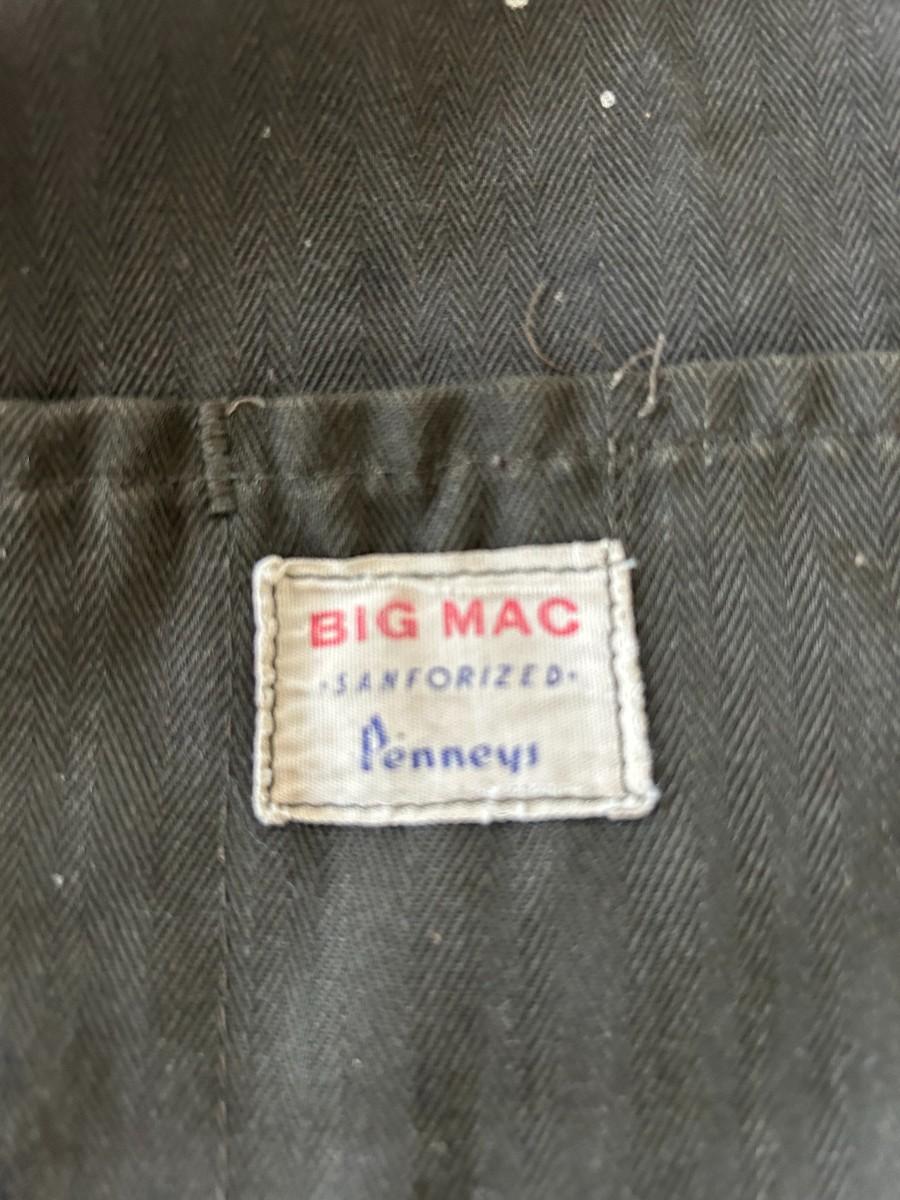 BIG MAC
·SANFORIZED·
Penneys